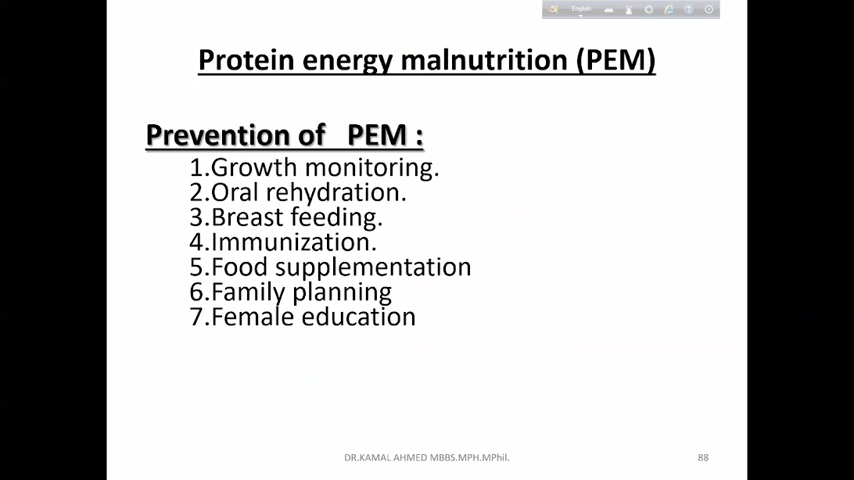 English
Protein energy malnutrition (PEM)
Prevention of PEM :
1.Growth monitoring.
2.Oral rehydration.
3.Breast feeding.
4.Immunization.
5.Food supplementation
6.Family planning
7.Female education
DR.KAMAL AHMED MBBS.MPH.MPhil.
88